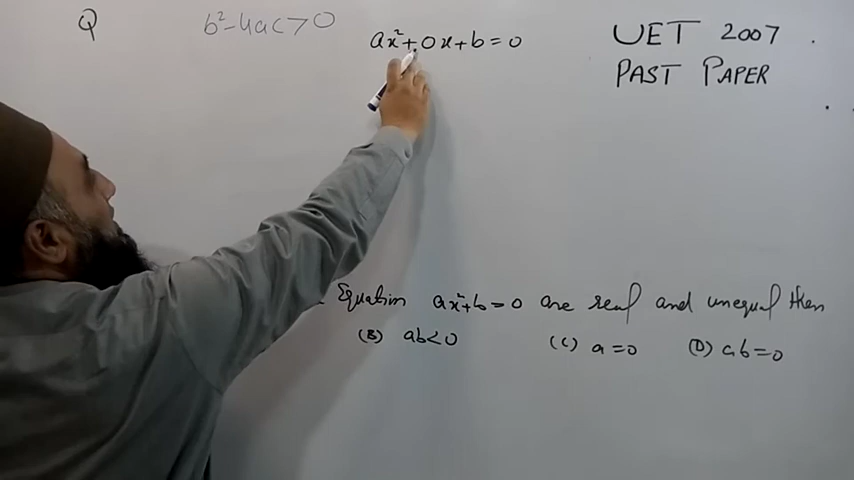 Q
b²-4ac>0
ax²+0x+b=0
UET 2007
PAST PAPER
Equation ax²+b=0 are real and unequal then
(B) ab<0 (C) a=0 (D) ab=0